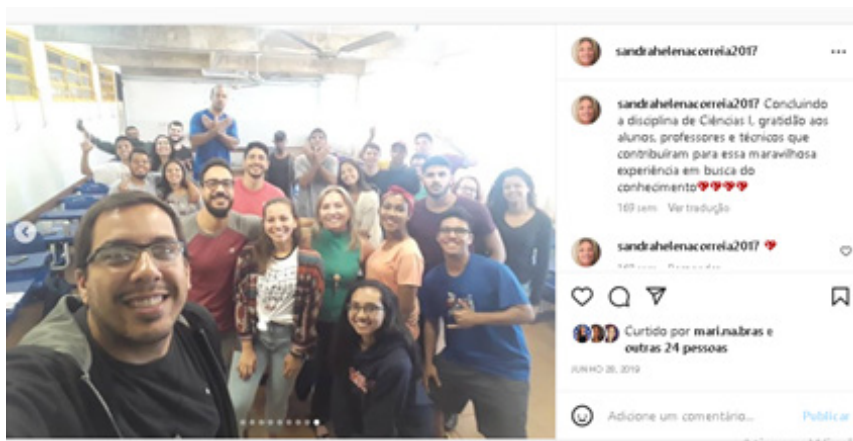 sandrahelenacorreia2017
sandrahelenacorreia2017 Concluindo
a disciplina de Ciências I, gratidão aos
alunos, professores e técnicos que
contribuíram para essa maravilhosa
experiência em busca do
conhecimento💖💖💖💖
169 sem Ver tradução
sandrahelenacorreia2017 💖
Curtido por mari.na.bras e
outras 24 pessoas
JUNHO 28, 2019
Adicione um comentário... Publicar